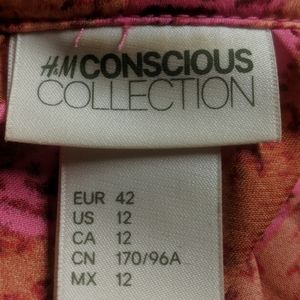 H&M CONSCIOUS
COLLECTION
EUR 42
US 12
CA 12
CN 170/96A
MX 12